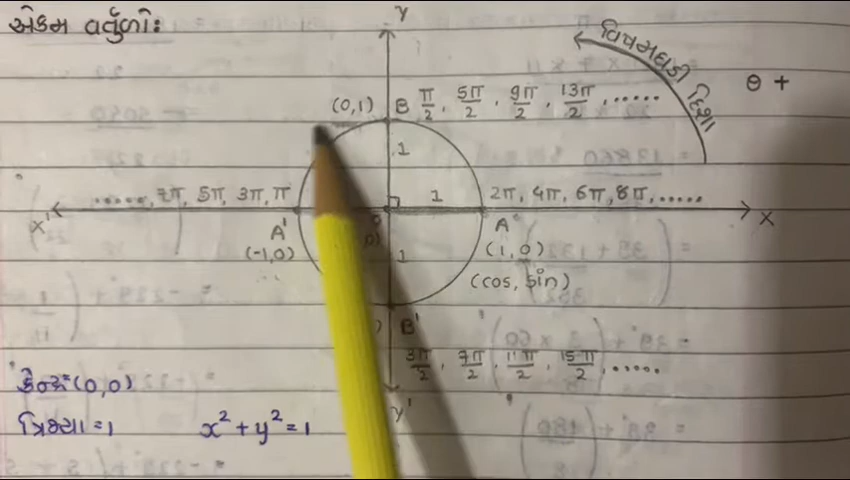 એકમ વર્તુળો:
Y
વિષમઘડી દિશા
θ +
(0,1) B π/2, 5π/2, 9π/2, 13π/2, ......
1
....., 7π, 5π, 3π, π 1 2π, 4π, 6π, 8π, .....
X' A' A X
(-1,0) 1 (1,0)
(cos, sin)
B'
3π/2, 7π/2, 11π/2, 15π/2, .....
કેન્દ્ર=(0,0) Y'
ત્રિજ્યા=1 x²+y²=1